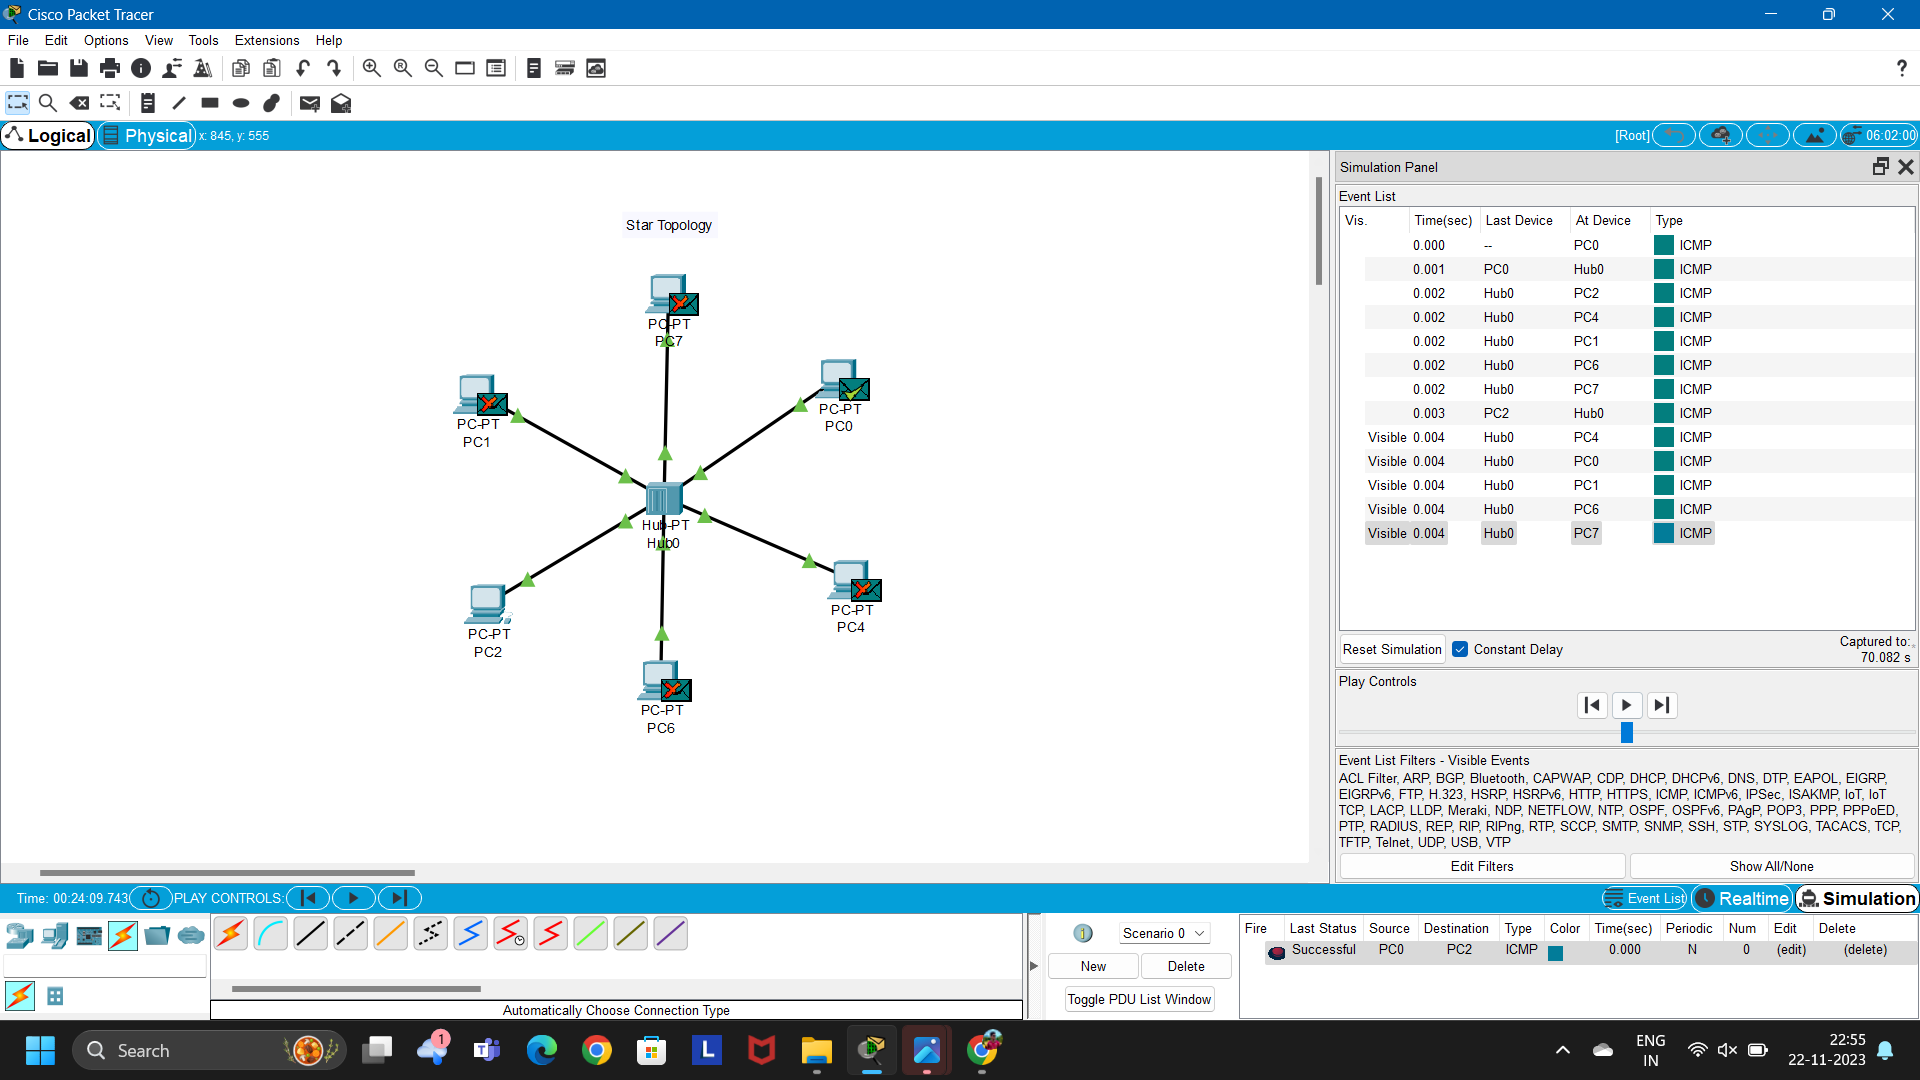 Cisco Packet Tracer
File Edit Options View Tools Extensions Help
?
Logical Physical x: 845, y: 555 [Root] 06:02:00
Star Topology
PC-PT
PC7
PC-PT
PC0
PC-PT
PC1
Hub-PT
Hub0
PC-PT
PC4
PC-PT
PC2
PC-PT
PC6
Simulation Panel
Event List
Vis. Time(sec) Last Device At Device Type
0.000 -- PC0 ICMP
0.001 PC0 Hub0 ICMP
0.002 Hub0 PC2 ICMP
0.002 Hub0 PC4 ICMP
0.002 Hub0 PC1 ICMP
0.002 Hub0 PC6 ICMP
0.002 Hub0 PC7 ICMP
0.003 PC2 Hub0 ICMP
Visible 0.004 Hub0 PC4 ICMP
Visible 0.004 Hub0 PC0 ICMP
Visible 0.004 Hub0 PC1 ICMP
Visible 0.004 Hub0 PC6 ICMP
Visible 0.004 Hub0 PC7 ICMP
Reset Simulation Constant Delay Captured to:
70.082 s
Play Controls
Event List Filters - Visible Events
ACL Filter, ARP, BGP, Bluetooth, CAPWAP, CDP, DHCP, DHCPv6, DNS, DTP, EAPOL, EIGRP,
EIGRPv6, FTP, H.323, HSRP, HSRPv6, HTTP, HTTPS, ICMP, ICMPv6, IPSec, ISAKMP, IoT, IoT
TCP, LACP, LLDP, Meraki, NDP, NETFLOW, NTP, OSPF, OSPFv6, PAgP, POP3, PPP, PPPoED,
PTP, RADIUS, REP, RIP, RIPng, RTP, SCCP, SMTP, SNMP, SSH, STP, SYSLOG, TACACS, TCP,
TFTP, Telnet, UDP, USB, VTP
Edit Filters Show All/None
Time: 00:24:09.743 PLAY CONTROLS: Event List Realtime Simulation
Scenario 0
New Delete
Toggle PDU List Window
Fire Last Status Source Destination Type Color Time(sec) Periodic Num Edit Delete
Successful PC0 PC2 ICMP 0.000 N 0 (edit) (delete)
Automatically Choose Connection Type
Search
1
L
ENG
IN
22:55
22-11-2023